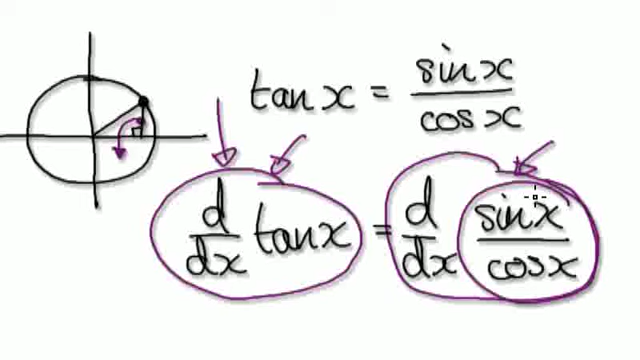 tan x = sin x / cos x
d/dx tan x = d/dx sin x / cos x